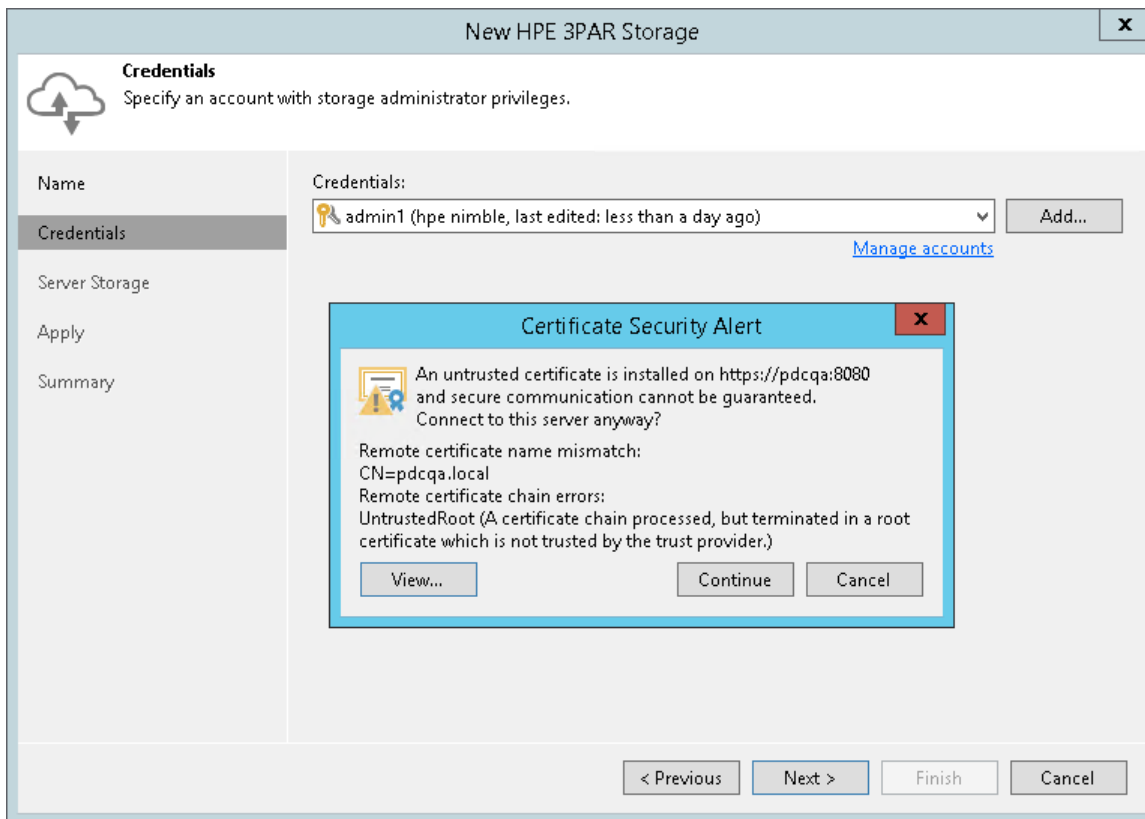 New HPE 3PAR Storage
X
Credentials
Specify an account with storage administrator privileges.
Name
Credentials
Server Storage
Apply
Summary
Credentials:
admin1 (hpe nimble, last edited: less than a day ago)
Add...
Manage accounts
Certificate Security Alert
X
An untrusted certificate is installed on https://pdcqa:8080
and secure communication cannot be guaranteed.
Connect to this server anyway?
Remote certificate name mismatch:
CN=pdcqa.local
Remote certificate chain errors:
UntrustedRoot (A certificate chain processed, but terminated in a root
certificate which is not trusted by the trust provider.)
View...
Continue
Cancel
< Previous
Next >
Finish
Cancel